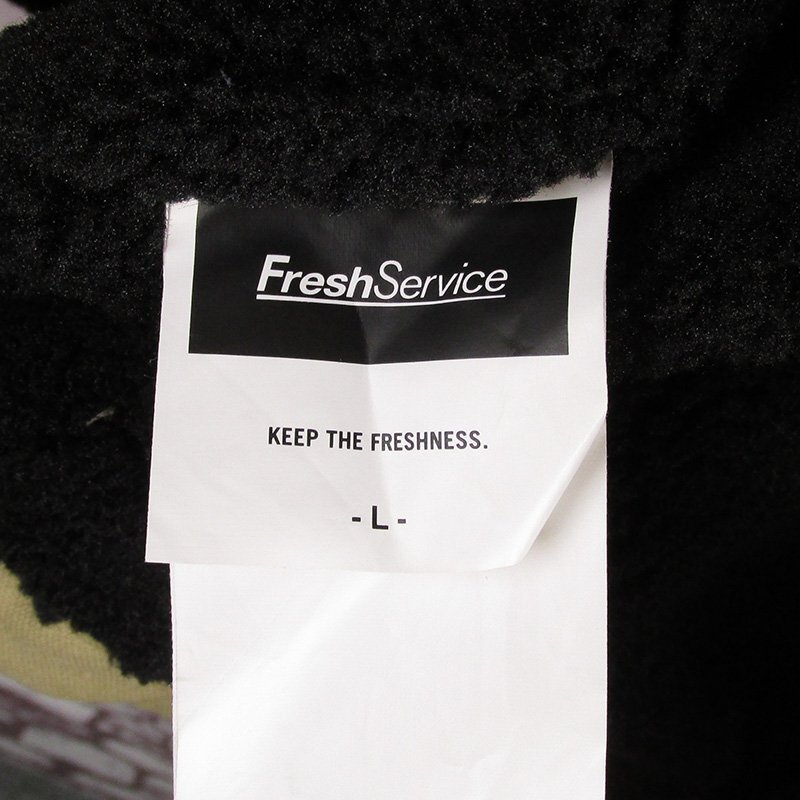 FreshService
KEEP THE FRESHNESS.
- L -